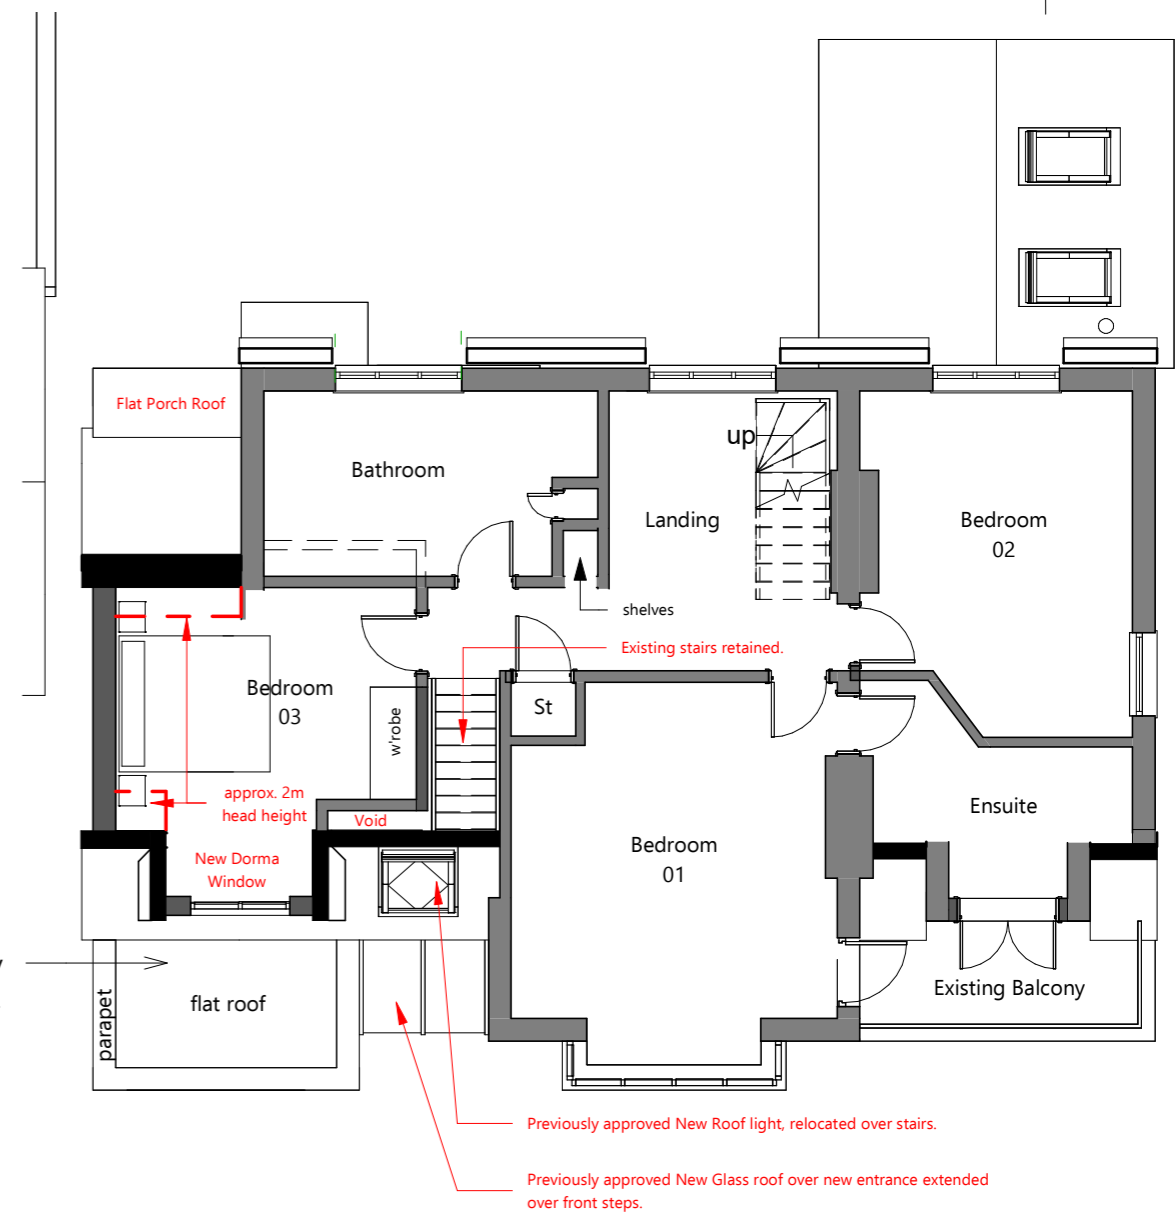 Flat Porch Roof
up
Bathroom
Landing
Bedroom
02
shelves
Existing stairs retained.
Bedroom
03
St
w'robe
approx. 2m
head height
Void
Ensuite
New Dorma
Window
Bedroom
01
flat roof
parapet
Existing Balcony
Previously approved New Roof light, relocated over stairs.
Previously approved New Glass roof over new entrance extended
over front steps.